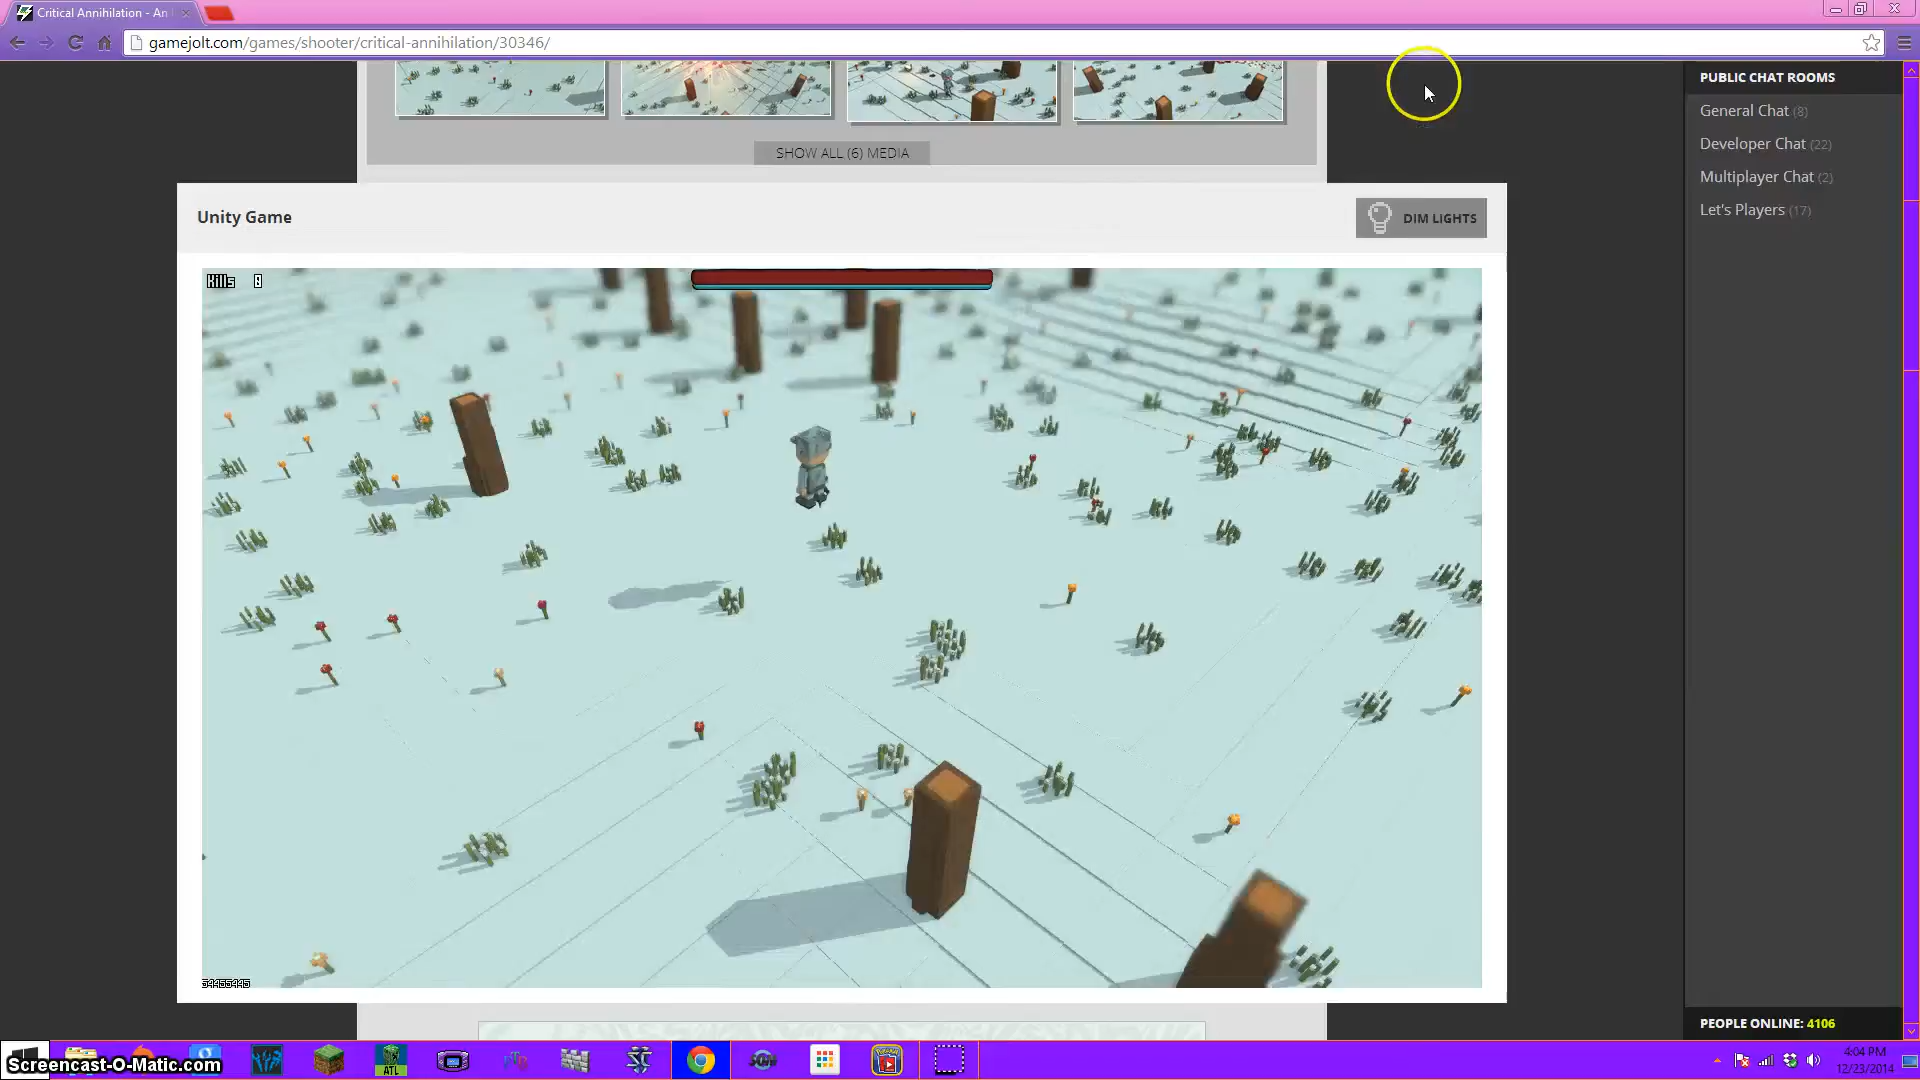 Critical Annihilation - An
gamejolt.com/games/shooter/critical-annihilation/30346/
PUBLIC CHAT ROOMS
General Chat (8)
Developer Chat (22)
Multiplayer Chat (2)
Let's Players (17)
SHOW ALL (6) MEDIA
Unity Game
DIM LIGHTS
Kills
PEOPLE ONLINE: 4106
ATL
4:04 PM
12/23/2014
Screencast-O-Matic.com